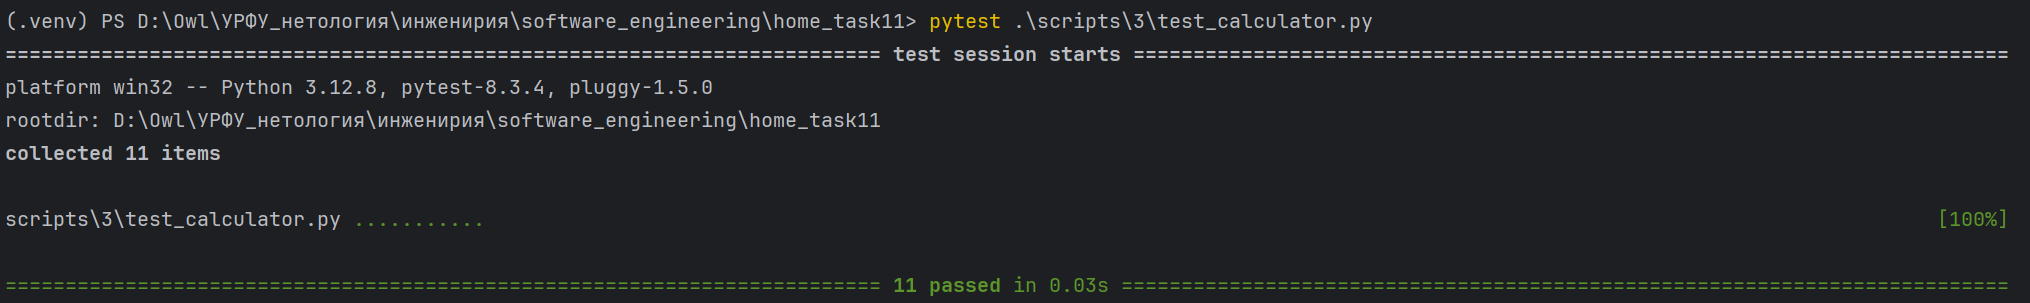 (.venv) PS D:\Owl\УРФУ_нетология\инженирия\software_engineering\home_task11> pytest .\scripts\3\test_calculator.py
========================================================================= test session starts =========================================================================
platform win32 -- Python 3.12.8, pytest-8.3.4, pluggy-1.5.0
rootdir: D:\Owl\УРФУ_нетология\инженирия\software_engineering\home_task11
collected 11 items
scripts\3\test_calculator.py ........... [100%]
========================================================================= 11 passed in 0.03s ==========================================================================